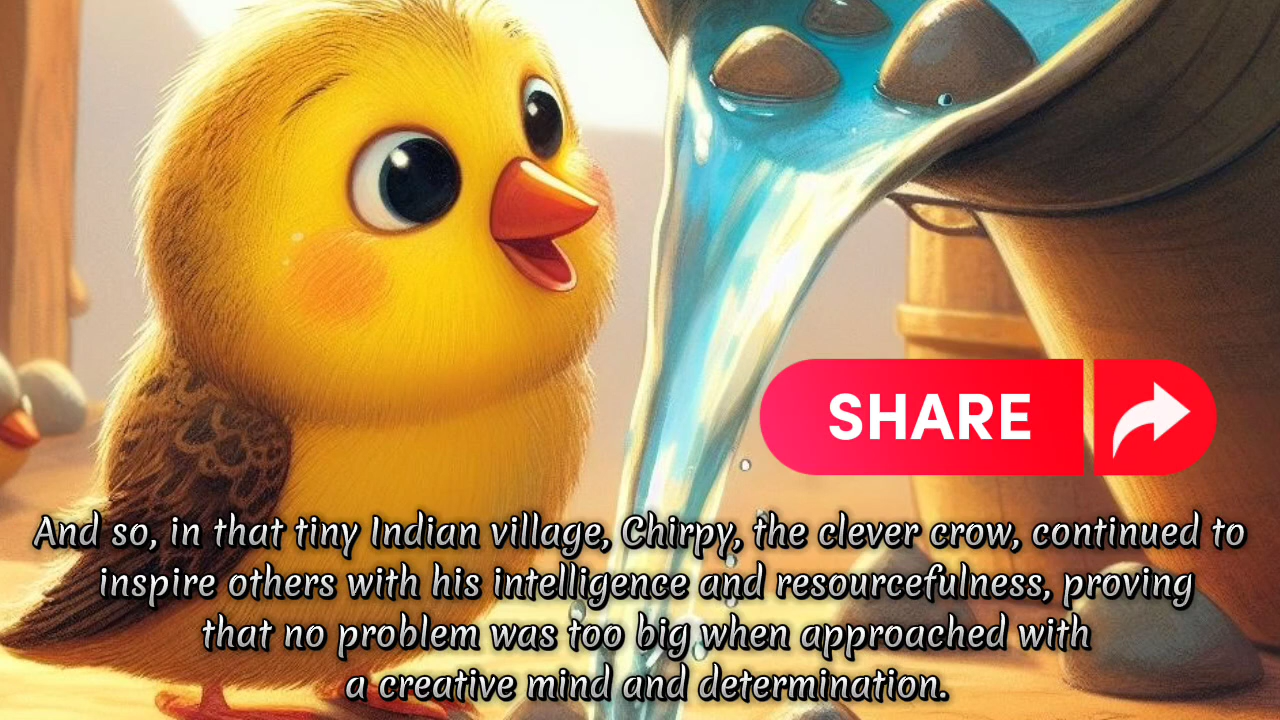 SHARE
And so, in that tiny Indian village, Chirpy, the clever crow, continued to
inspire others with his intelligence and resourcefulness, proving
that no problem was too big when approached with
a creative mind and determination.